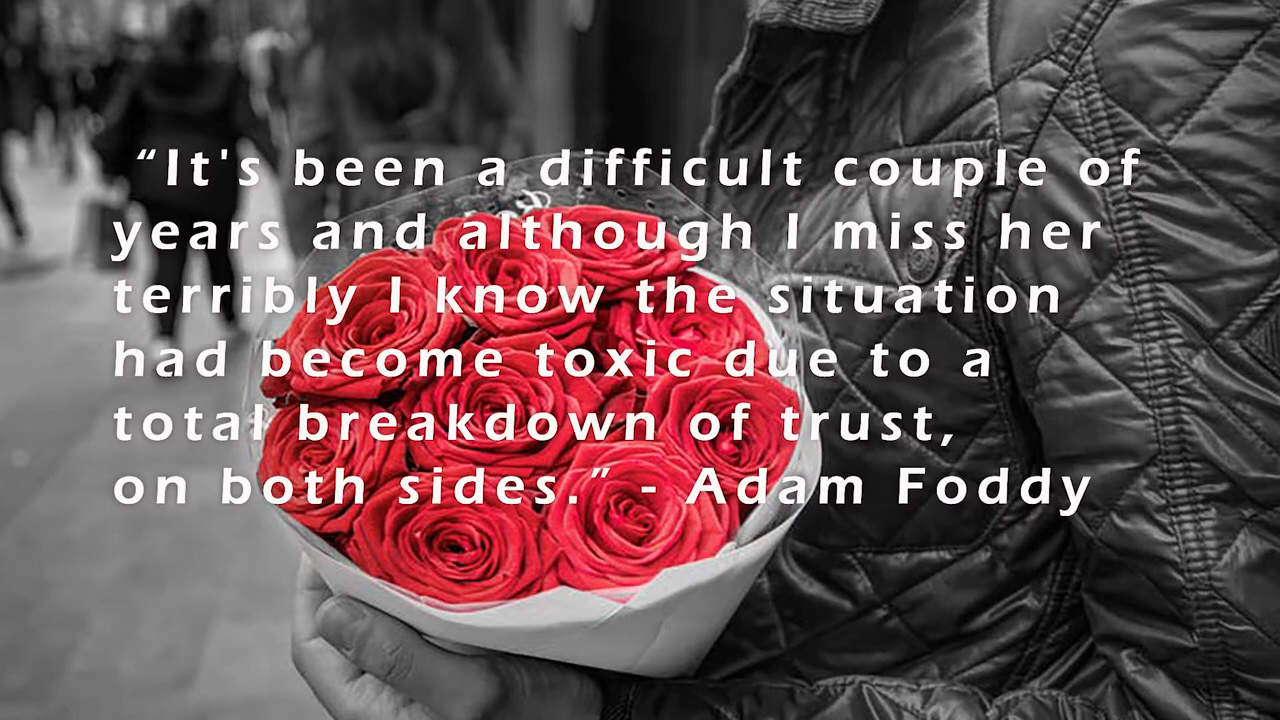 “It's been a difficult couple of
years and although I miss her
terribly I know the situation
had become toxic due to a
total breakdown of trust,
on both sides.” - Adam Foddy